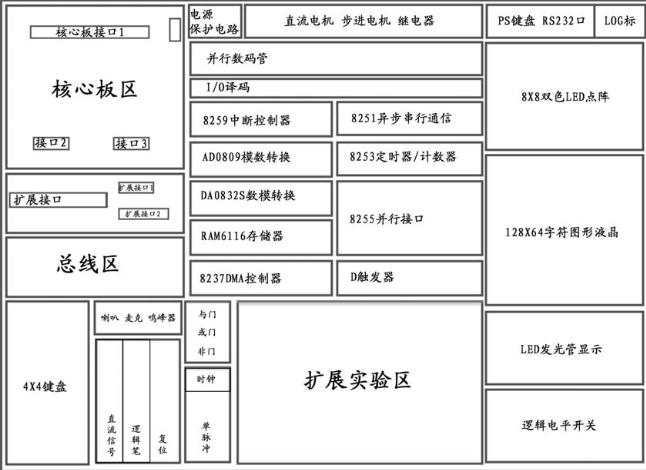 核心板接口1
核心板区
接口2
接口3
扩展接口
扩展接口1
扩展接口2
总线区
4X4键盘
喇叭 麦克 鸣峰器
直流信号
逻辑笔
复位
电源
保护电路
直流电机 步进电机 继电器
并行数码管
I/O译码
8259中断控制器
8251异步串行通信
AD0809模数转换
8253定时器/计数器
DA0832S数模转换
8255并行接口
RAM6116存储器
8237DMA控制器
D触发器
与门
或门
非门
时钟
单脉冲
扩展实验区
PS键盘 RS232口
LOG标
8X8双色LED点阵
128X64字符图形液晶
LED发光管显示
逻辑电平开关